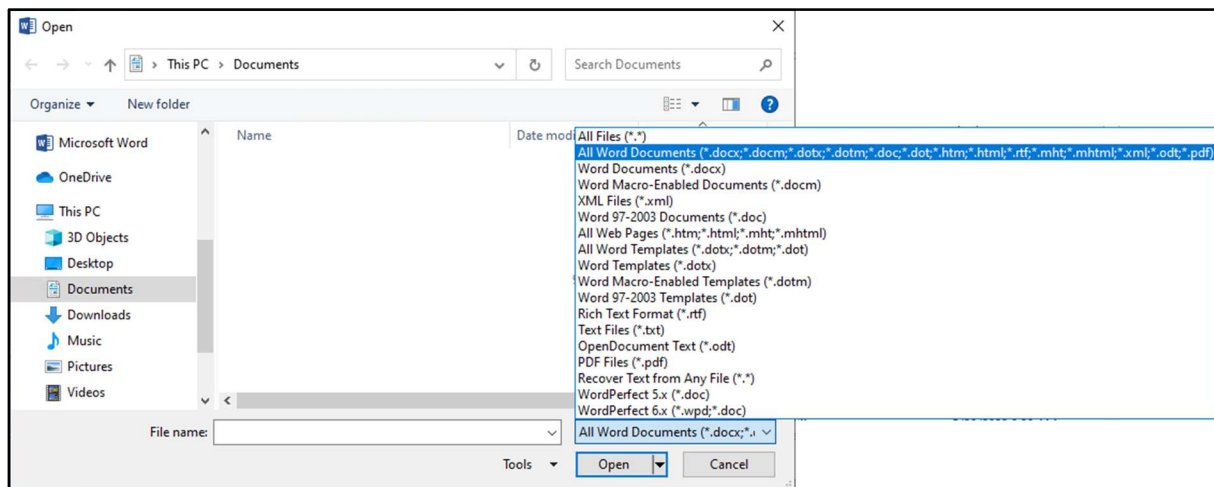 Open
This PC > Documents
Search Documents
Organize
New folder
Microsoft Word
OneDrive
This PC
3D Objects
Desktop
Documents
Downloads
Music
Pictures
Videos
Name
Date modi
All Files (*.*)
All Word Documents (*.docx;*.docm;*.dotx;*.dotm;*.doc;*.dot;*.htm;*.html;*.rtf;*.mht;*.mhtml;*.xml;*.odt;*.pdf)
Word Documents (*.docx)
Word Macro-Enabled Documents (*.docm)
XML Files (*.xml)
Word 97-2003 Documents (*.doc)
All Web Pages (*.htm;*.html;*.mht;*.mhtml)
All Word Templates (*.dotx;*.dotm;*.dot)
Word Templates (*.dotx)
Word Macro-Enabled Templates (*.dotm)
Word 97-2003 Templates (*.dot)
Rich Text Format (*.rtf)
Text Files (*.txt)
OpenDocument Text (*.odt)
PDF Files (*.pdf)
Recover Text from Any File (*.*)
WordPerfect 5.x (*.doc)
WordPerfect 6.x (*.wpd;*.doc)
File name:
All Word Documents (*.docx;*.
Tools
Open
Cancel